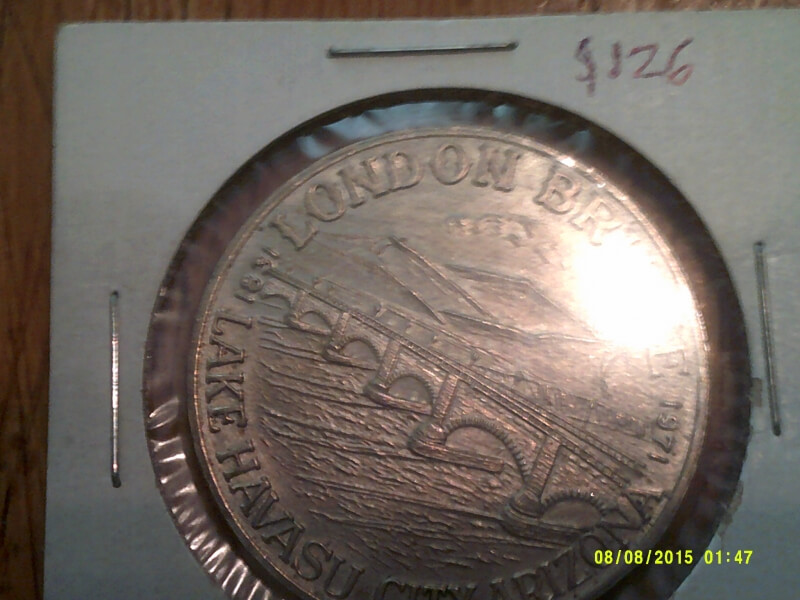 $126
LONDON BR
1831
1971
LAKE HAVASU CITY ARIZONA
08/08/2015 01:47